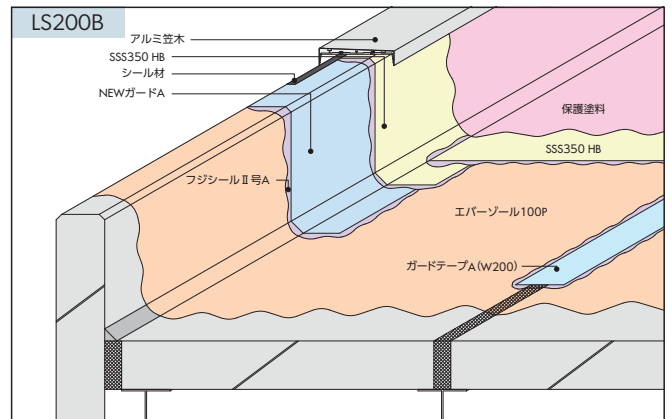 LS200B
アルミ笠木
SSS350 HB
シール材
NEWガードA
保護塗料
SSS350 HB
フジシールⅡ号A
エバーゾール100P
ガードテープA(W200)